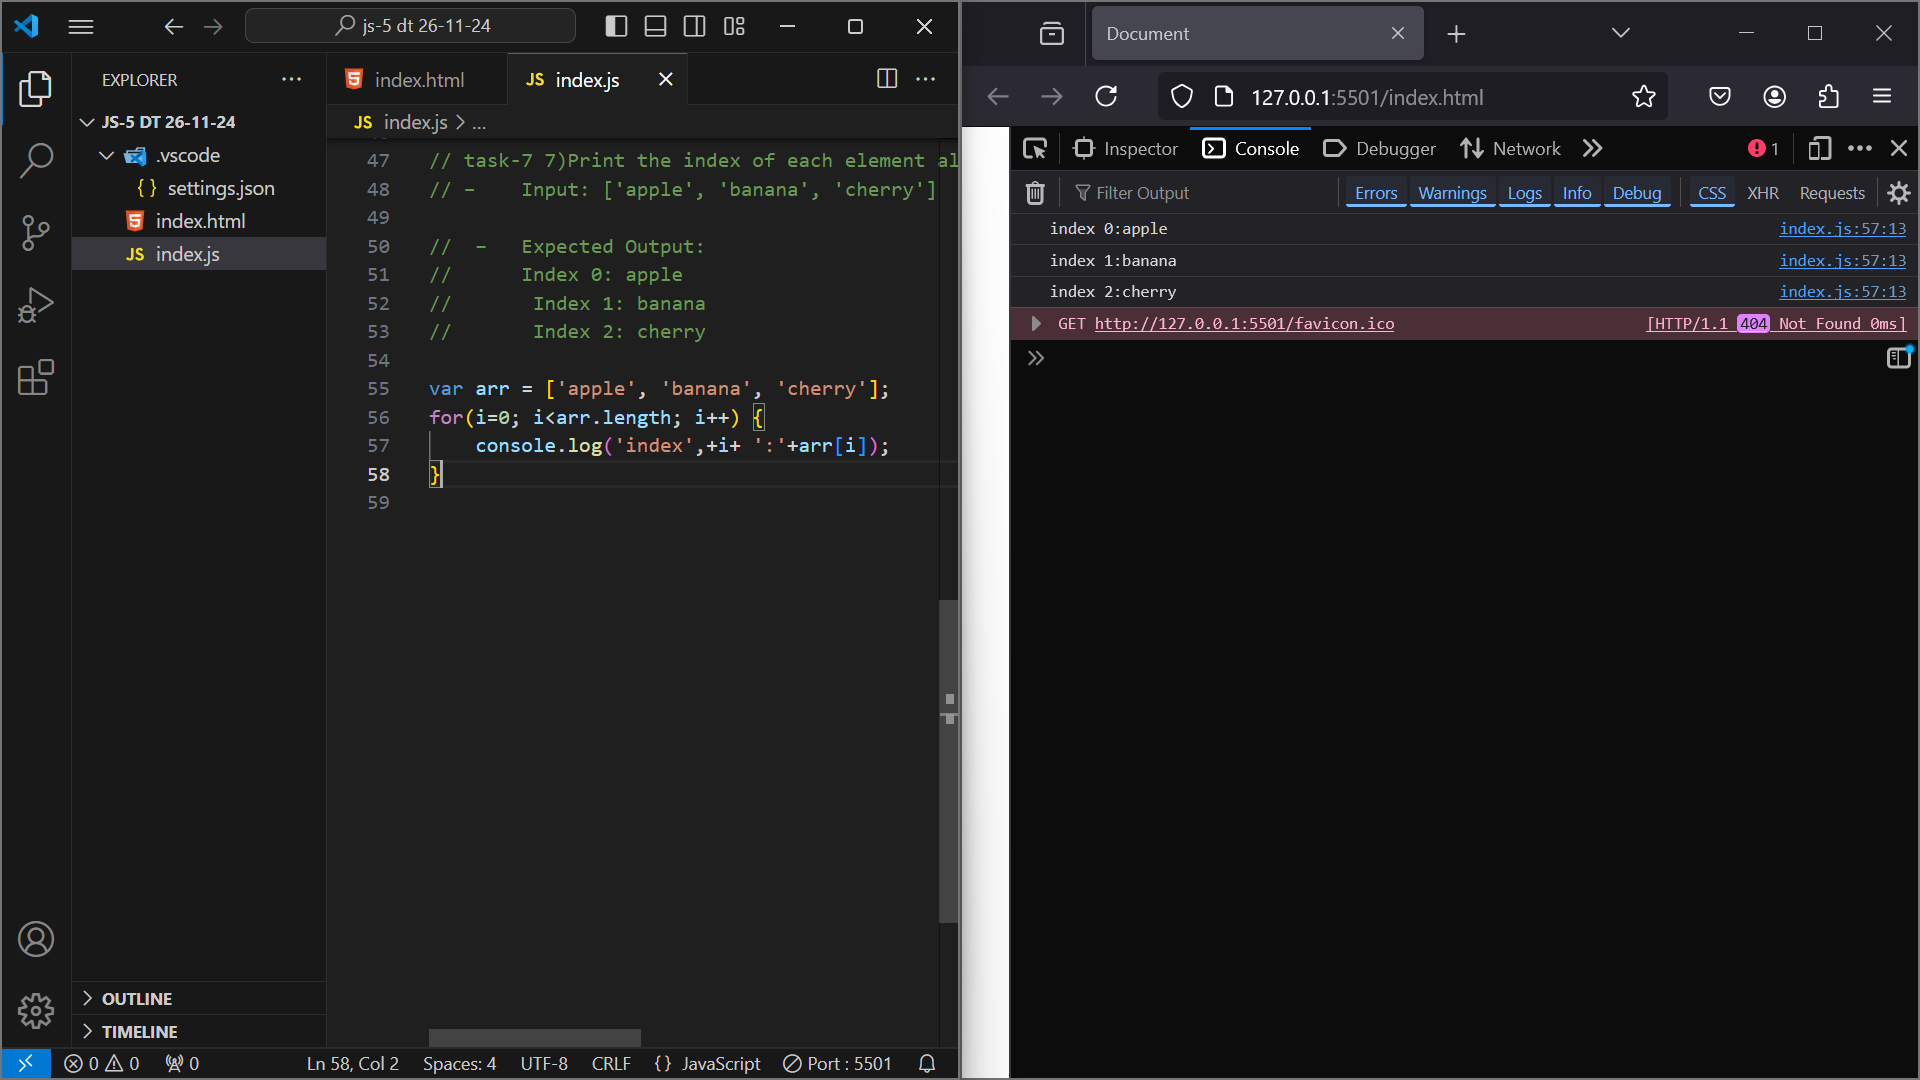 js-5 dt 26-11-24
EXPLORER
JS-5 DT 26-11-24
.vscode
{ } settings.json
index.html
JS index.js
OUTLINE
TIMELINE
index.html
JS index.js
JS index.js > ...
47 // task-7 7)Print the index of each element al
48 // -    Input: ['apple', 'banana', 'cherry']
49
50 //  -   Expected Output:
51 //      Index 0: apple
52 //       Index 1: banana
53 //       Index 2: cherry
54
55 var arr = ['apple', 'banana', 'cherry'];
56 for(i=0; i<arr.length; i++) {
57     console.log('index',+i+ ':'+arr[i]);
58 }
59
0 0 0 Ln 58, Col 2 Spaces: 4 UTF-8 CRLF {} JavaScript Port : 5501
Document
127.0.0.1:5501/index.html
Inspector Console Debugger Network 1
Filter Output Errors Warnings Logs Info Debug CSS XHR Requests
index 0:apple index.js:57:13
index 1:banana index.js:57:13
index 2:cherry index.js:57:13
GET http://127.0.0.1:5501/favicon.ico [HTTP/1.1 404 Not Found 0ms]